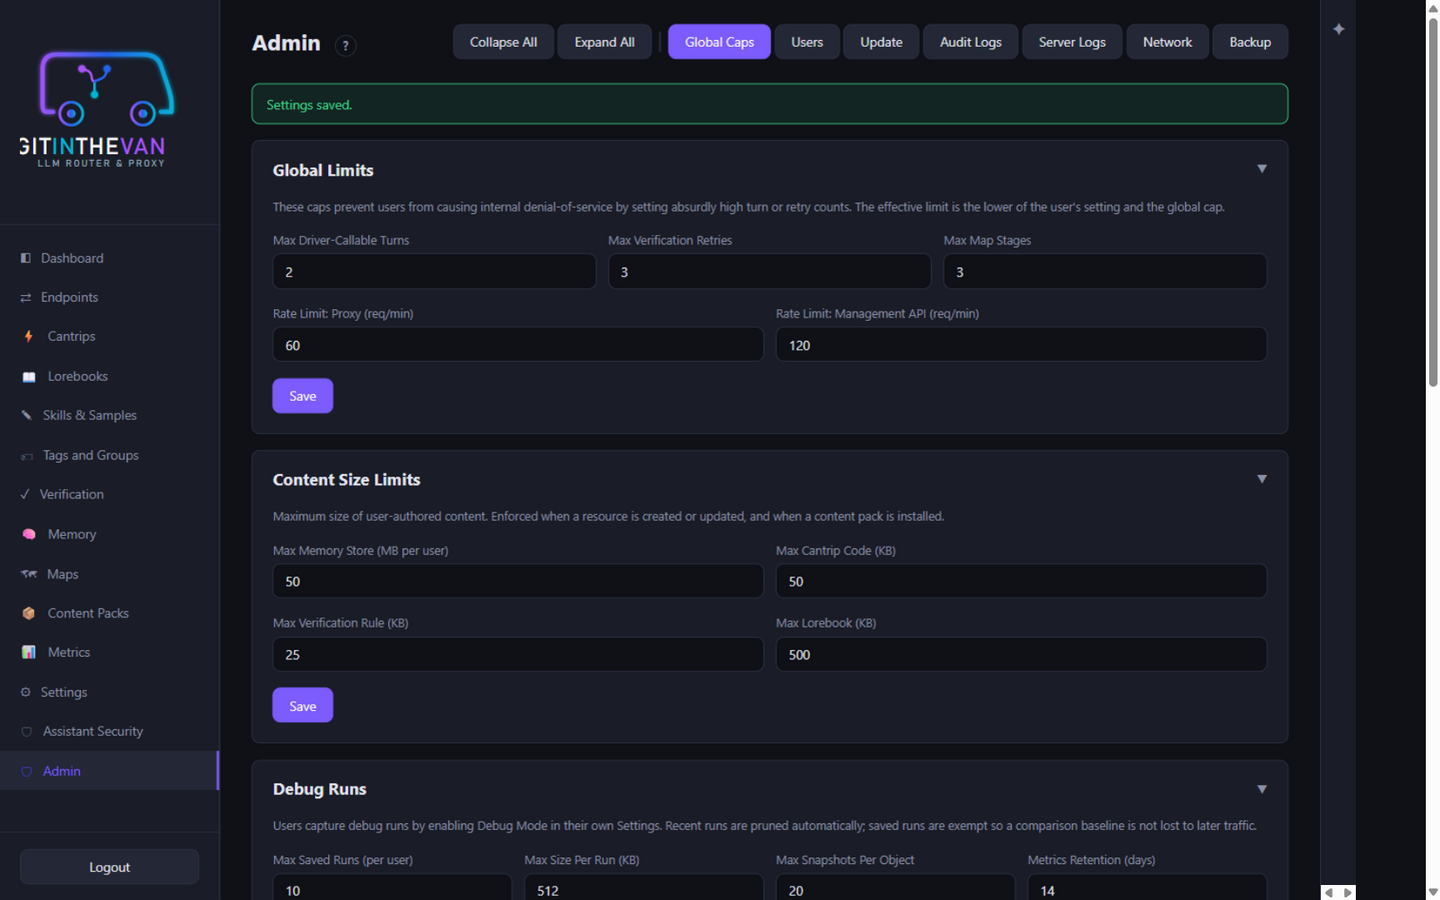 GITINTHEVAN
LLM ROUTER & PROXY
Dashboard
Endpoints
Cantrips
Lorebooks
Skills & Samples
Tags and Groups
Verification
Memory
Maps
Content Packs
Metrics
Settings
Assistant Security
Admin
Logout
Admin ?
Collapse All Expand All Global Caps Users Update Audit Logs Server Logs Network Backup
Settings saved.
Global Limits
These caps prevent users from causing internal denial-of-service by setting absurdly high turn or retry counts. The effective limit is the lower of the user's setting and the global cap.
Max Driver-Callable Turns Max Verification Retries Max Map Stages
2 3 3
Rate Limit: Proxy (req/min) Rate Limit: Management API (req/min)
60 120
Save
Content Size Limits
Maximum size of user-authored content. Enforced when a resource is created or updated, and when a content pack is installed.
Max Memory Store (MB per user) Max Cantrip Code (KB)
50 50
Max Verification Rule (KB) Max Lorebook (KB)
25 500
Save
Debug Runs
Users capture debug runs by enabling Debug Mode in their own Settings. Recent runs are pruned automatically; saved runs are exempt so a comparison baseline is not lost to later traffic.
Max Saved Runs (per user) Max Size Per Run (KB) Max Snapshots Per Object Metrics Retention (days)
10 512 20 14